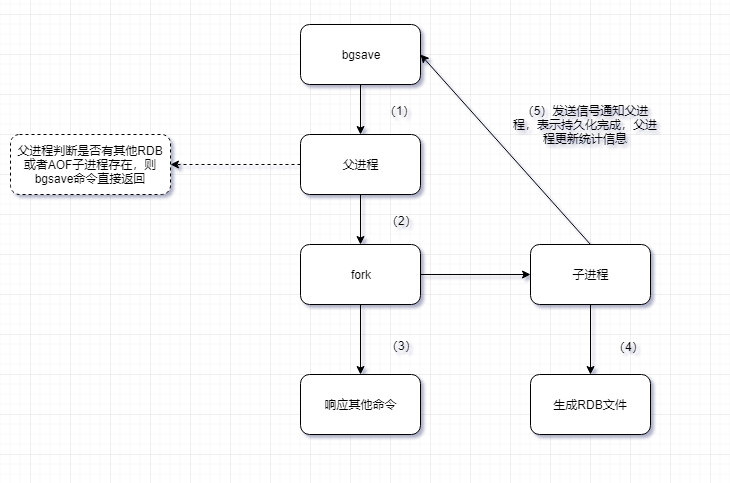 bgsave
（1）
（5）发送信号通知父进
程，表示持久化完成，父进
程更新统计信息
父进程判断是否有其他RDB
或者AOF子进程存在，则
bgsave命令直接返回
父进程
（2）
fork
子进程
（3）
（4）
响应其他命令
生成RDB文件